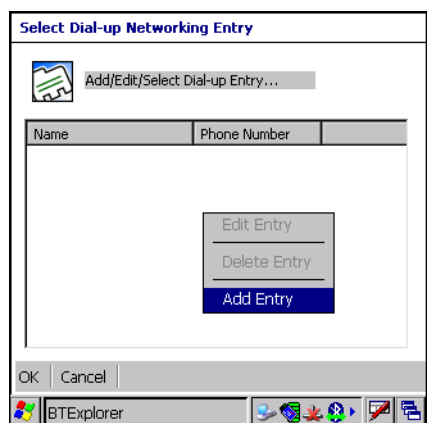 Select Dial-up Networking Entry
Add/Edit/Select Dial-up Entry...
Name Phone Number
Edit Entry
Delete Entry
Add Entry
OK Cancel
BTExplorer